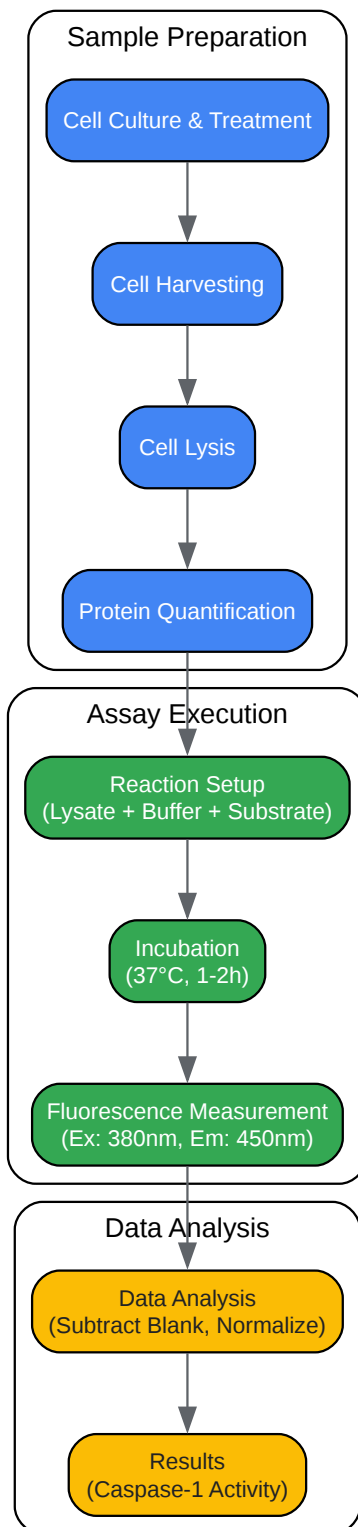 Sample Preparation
Cell Culture & Treatment
Cell Harvesting
Cell Lysis
Protein Quantification
Assay Execution
Reaction Setup
(Lysate + Buffer + Substrate)
Incubation
(37°C, 1-2h)
Fluorescence Measurement
(Ex: 380nm, Em: 450nm)
Data Analysis
Data Analysis
(Subtract Blank, Normalize)
Results
(Caspase-1 Activity)